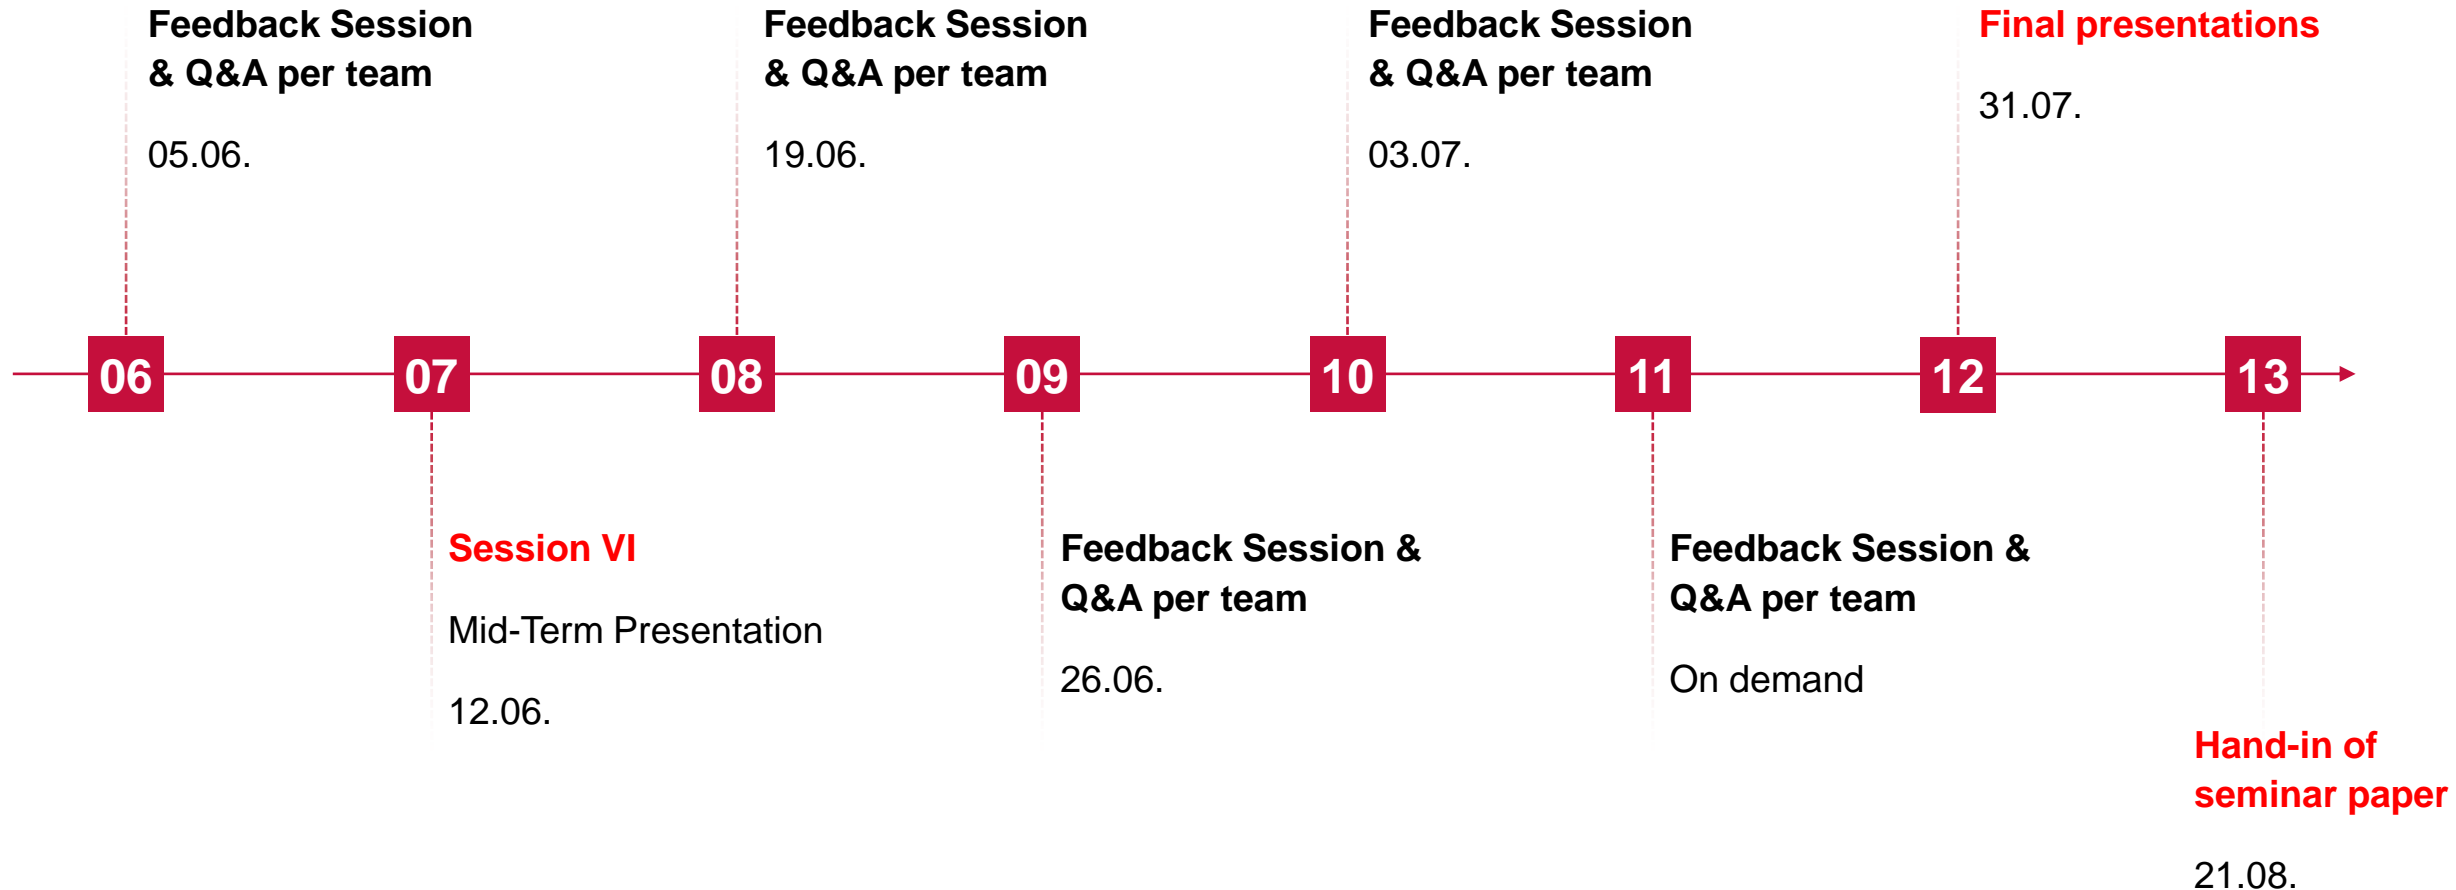 Feedback Session
& Q&A per team
05.06.
Feedback Session
& Q&A per team
19.06.
Feedback Session
& Q&A per team
03.07.
Final presentations
31.07.
06
07
08
09
10
11
12
13
Session VI
Mid-Term Presentation
12.06.
Feedback Session &
Q&A per team
26.06.
Feedback Session &
Q&A per team
On demand
Hand-in of
seminar paper
21.08.